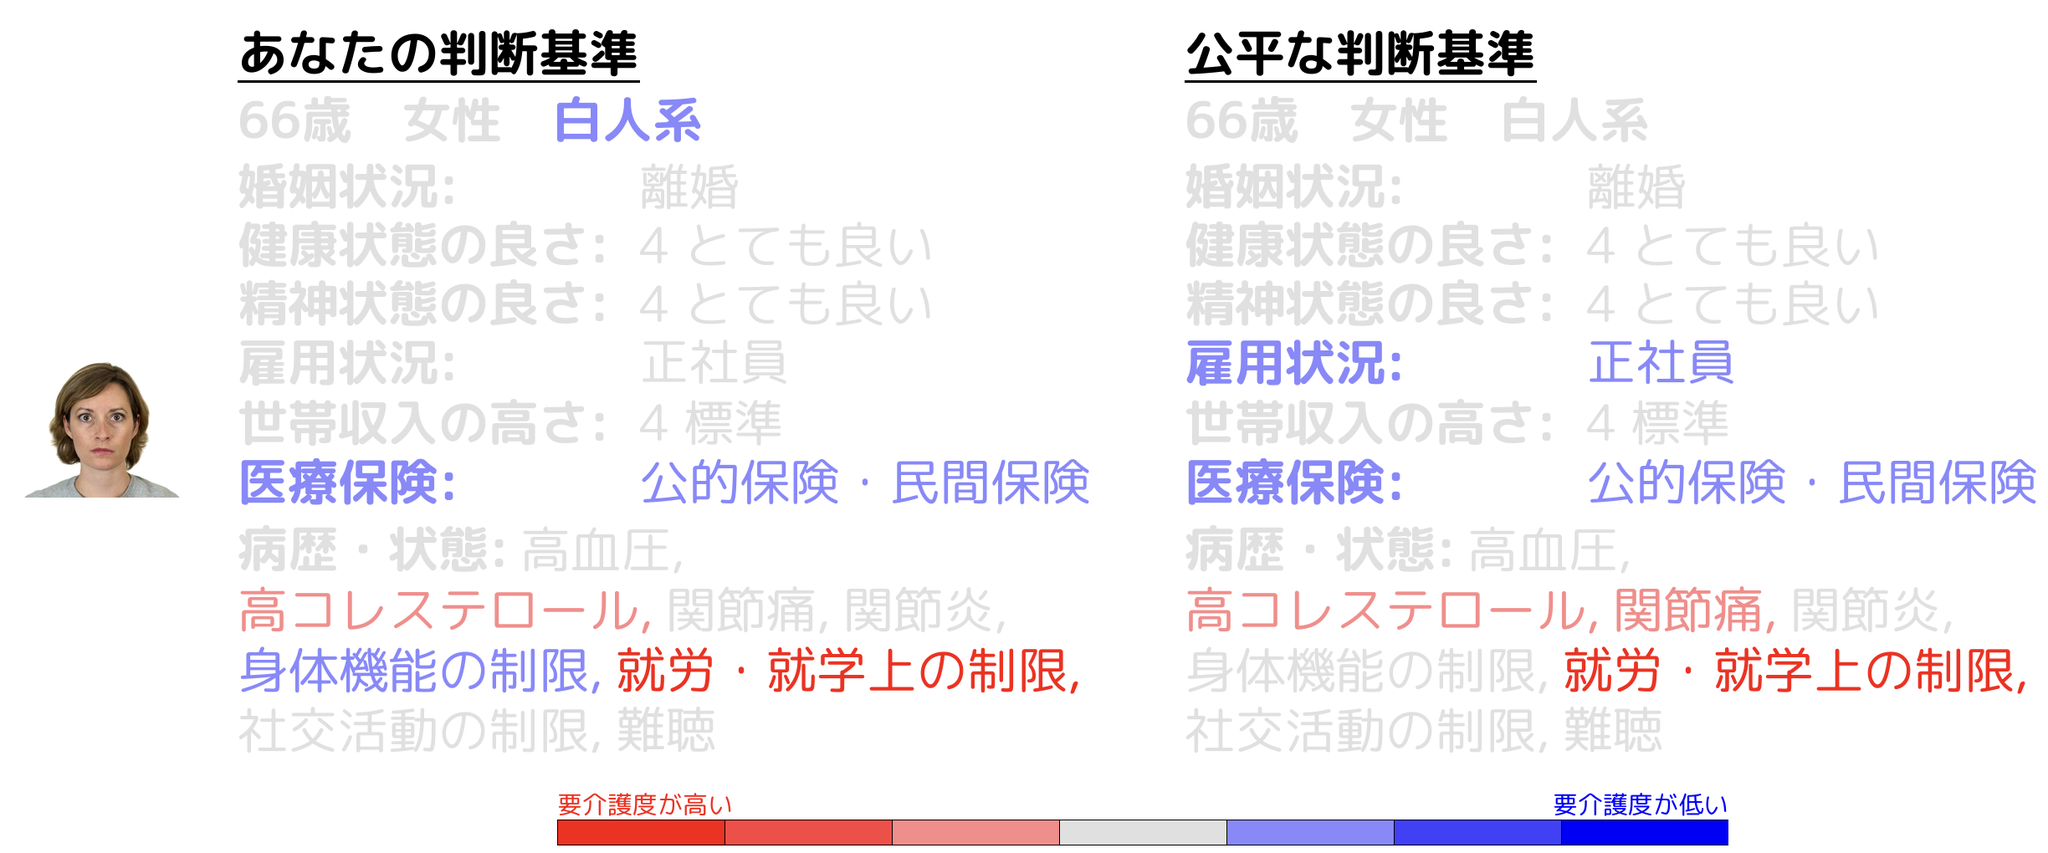 あなたの判断基準
66歳 女性 白人系
婚姻状況: 離婚
健康状態の良さ: 4 とても良い
精神状態の良さ: 4 とても良い
雇用状況: 正社員
世帯収入の高さ: 4 標準
医療保険: 公的保険・民間保険
病歴・状態: 高血圧,
高コレステロール, 関節痛, 関節炎,
身体機能の制限, 就労・就学上の制限,
社交活動の制限, 難聴
公平な判断基準
66歳 女性 白人系
婚姻状況: 離婚
健康状態の良さ: 4 とても良い
精神状態の良さ: 4 とても良い
雇用状況: 正社員
世帯収入の高さ: 4 標準
医療保険: 公的保険・民間保険
病歴・状態: 高血圧,
高コレステロール, 関節痛, 関節炎,
身体機能の制限, 就労・就学上の制限,
社交活動の制限, 難聴
要介護度が高い
要介護度が低い